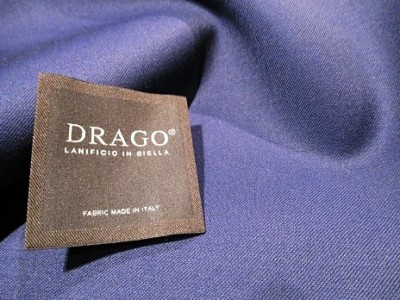 DRAGO®
LANIFICIO IN BIELLA
FABRIC MADE IN ITALY